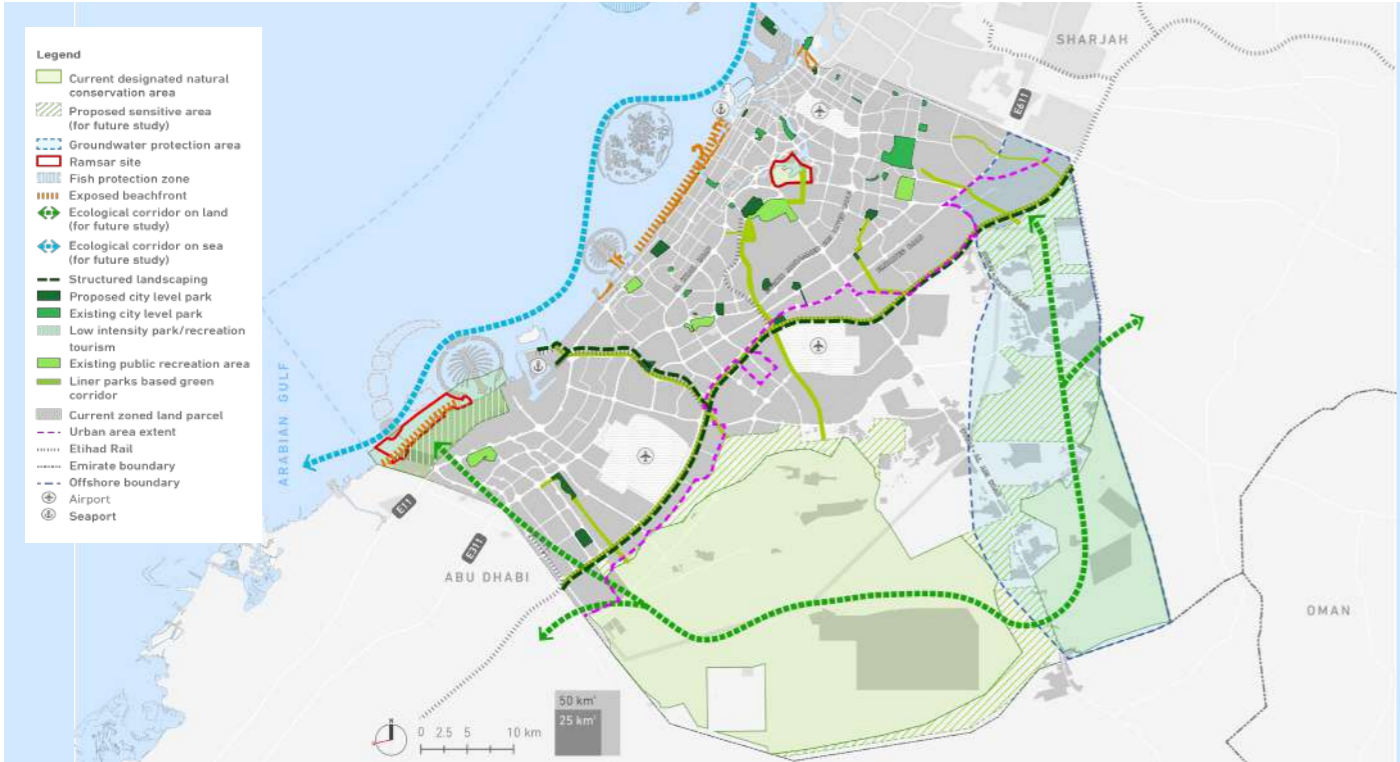 Legend
Current designated natural
conservation area
Proposed sensitive area
(for future study)
Groundwater protection area
Ramsar site
Fish protection zone
Exposed beachfront
Ecological corridor on land
(for future study)
Ecological corridor on sea
(for future study)
Structured landscaping
Proposed city level park
Existing city level park
Low intensity park/recreation
tourism
Existing public recreation area
Liner parks based green
corridor
Current zoned land parcel
Urban area extent
Etihad Rail
Emirate boundary
Offshore boundary
Airport
Seaport
SHARJAH
E611
ARABIAN GULF
E11
E311
ABU DHABI
OMAN
N
0 2.5 5 10 km
50 km²
25 km²